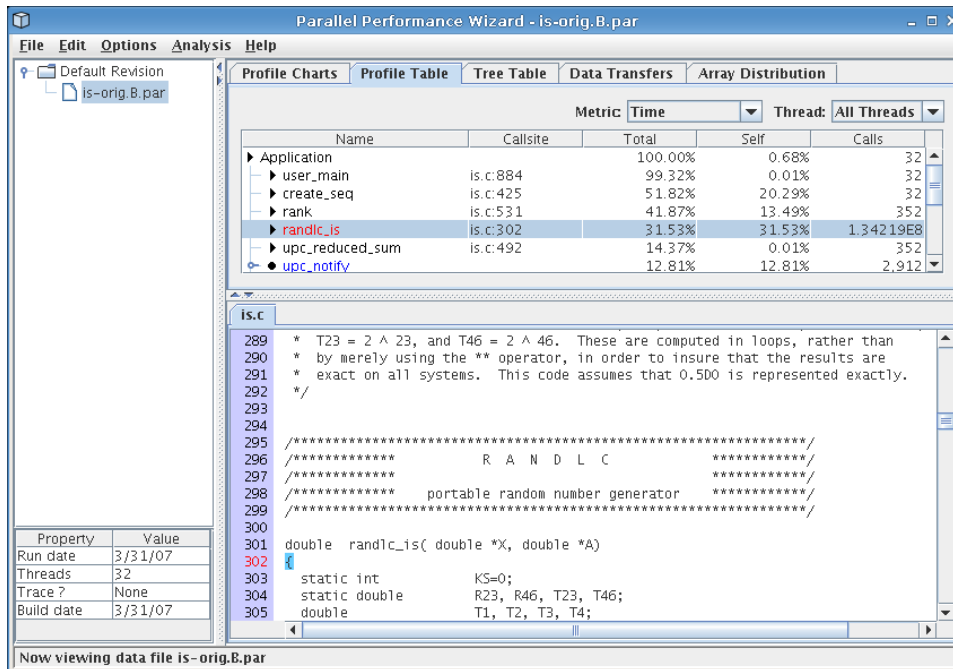 Parallel Performance Wizard - is-orig.B.par
File Edit Options Analysis Help
Default Revision
is-orig.B.par
Profile Charts Profile Table Tree Table Data Transfers Array Distribution
Metric: Time Thread: All Threads
Name Callsite Total Self Calls
Application 100.00% 0.68% 32
user_main is.c:884 99.32% 0.01% 32
create_seq is.c:425 51.82% 20.29% 32
rank is.c:531 41.87% 13.49% 352
randlc_is is.c:302 31.53% 31.53% 1.34219E8
upc_reduced_sum is.c:492 14.37% 0.01% 352
upc_notify 12.81% 12.81% 2,912
is.c
289 * T23 = 2 ^ 23, and T46 = 2 ^ 46. These are computed in loops, rather than
290 * by merely using the ** operator, in order to insure that the results are
291 * exact on all systems. This code assumes that 0.5D0 is represented exactly.
292 */
293
294
295 /*****************************************************************/
296 /************* R A N D L C ************/
297 /************* ************/
298 /************* portable random number generator ************/
299 /*****************************************************************/
300
301 double randlc_is( double *X, double *A)
302 {
303 static int KS=0;
304 static double R23, R46, T23, T46;
305 double T1, T2, T3, T4;
Property Value
Run date 3/31/07
Threads 32
Trace ? None
Build date 3/31/07
Now viewing data file is-orig.B.par